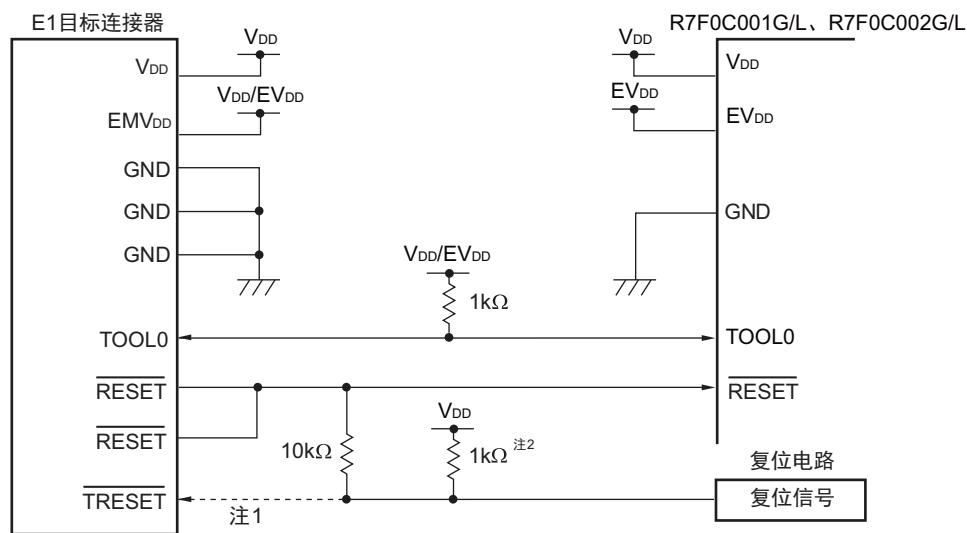 E1目标连接器
R7F0C001G/L、R7F0C002G/L
VDD
VDD
VDD
VDD
VDD/EVDD
EVDD
EMVDD
EVDD
GND
GND
GND
GND
VDD/EVDD
1kΩ
TOOL0
TOOL0
RESET
RESET
RESET
VDD
10kΩ
1kΩ 注2
复位电路
TRESET
注1
复位信号